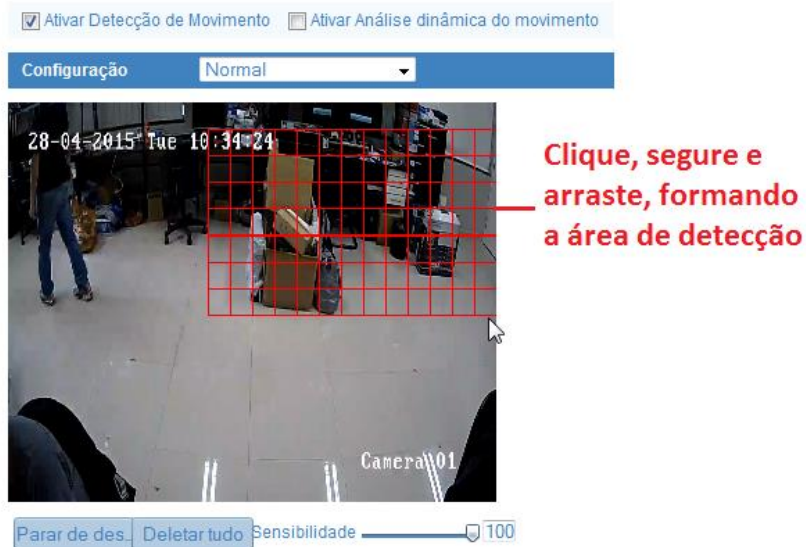 Ativar Detecção de Movimento Ativar Análise dinâmica do movimento
Configuração Normal
28-04-2015 Tue 10:34:24
Clique, segure e
arraste, formando
a área de detecção
Camera 01
Parar de des.. Deletar tudo Sensibilidade 100